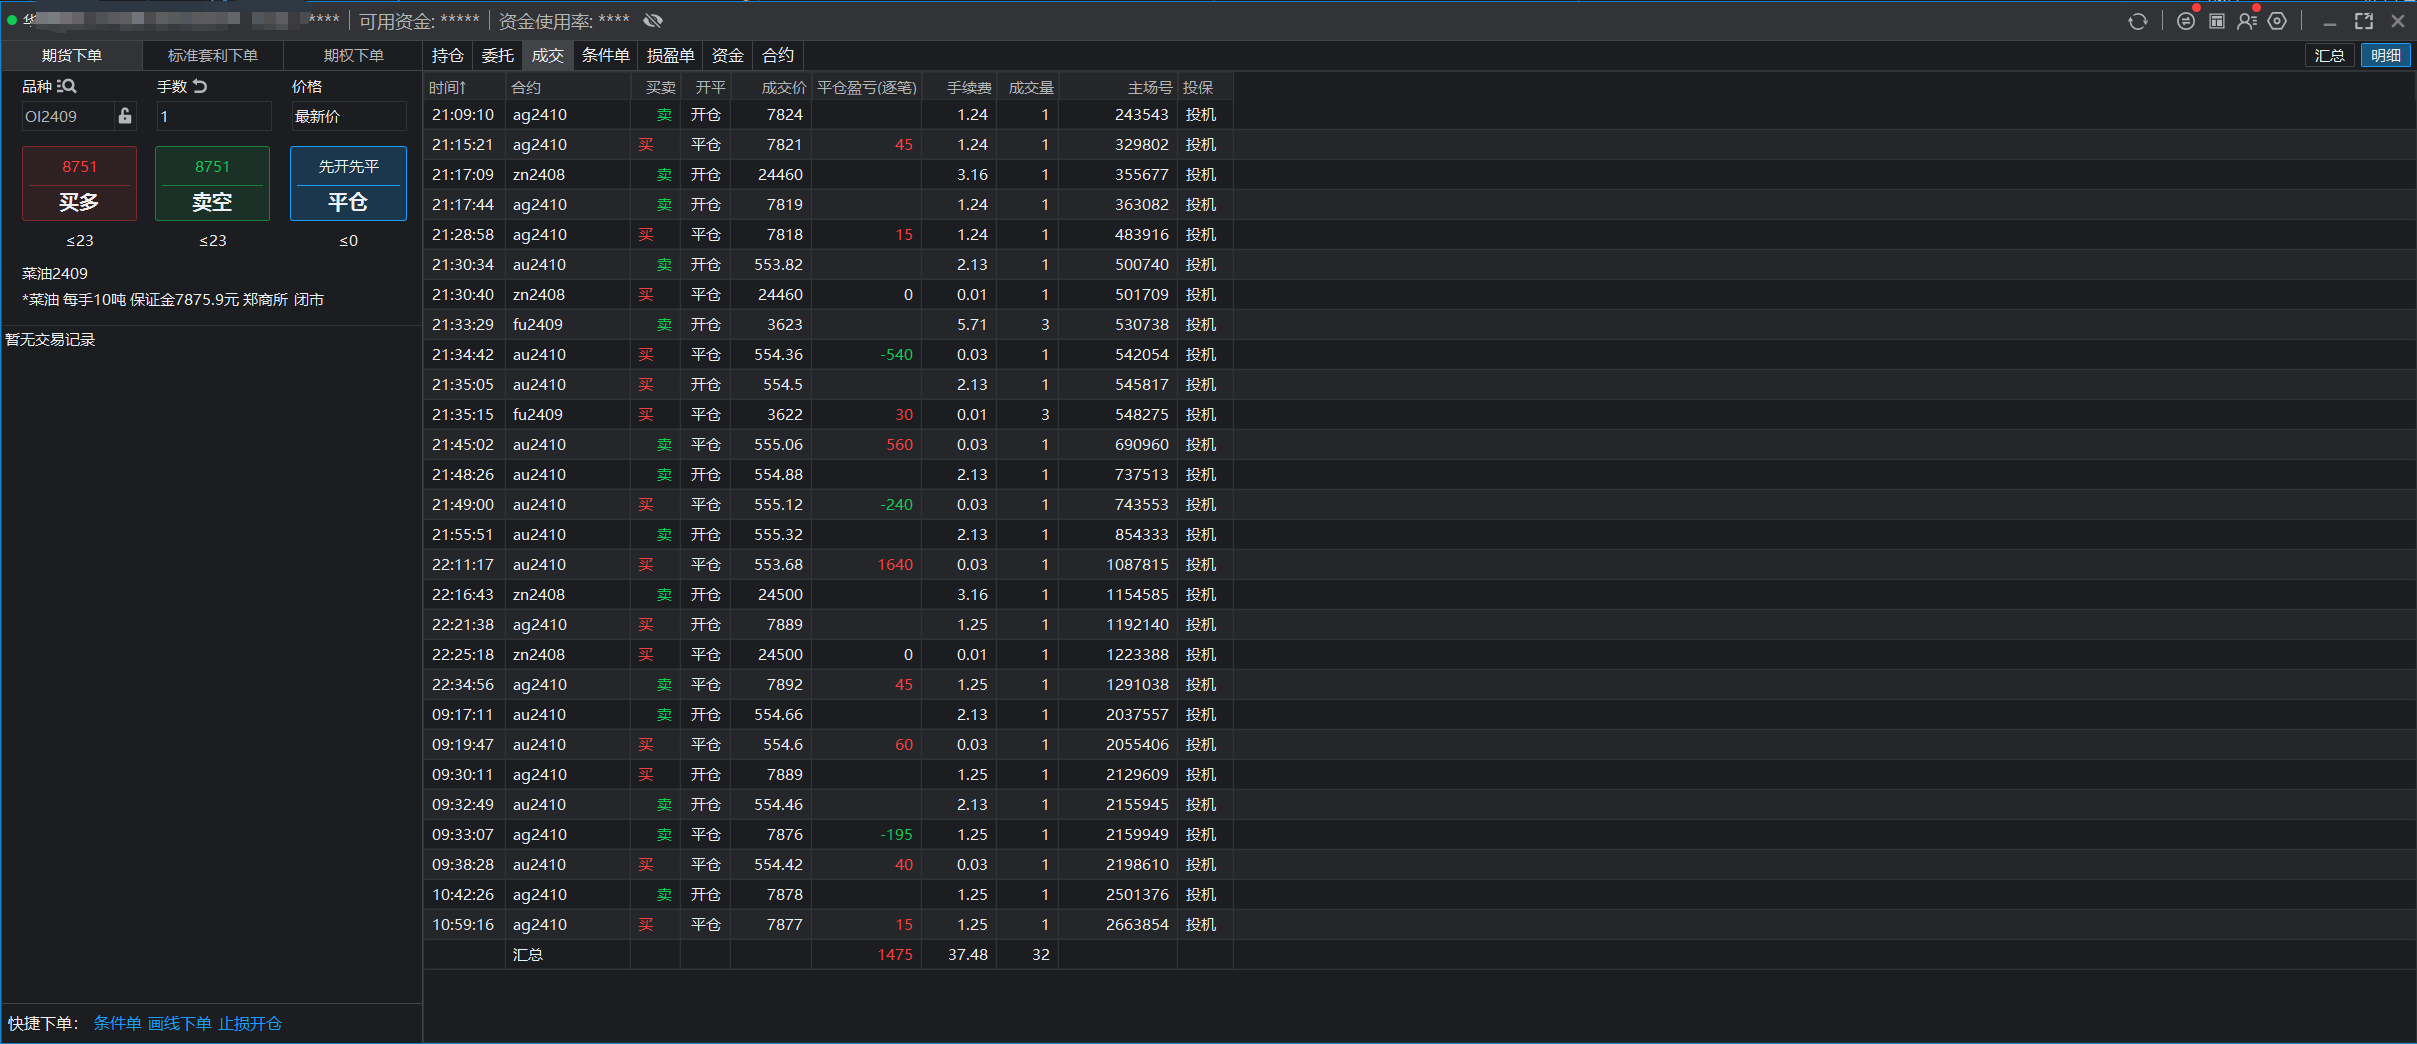 **** 可用资金: ***** 资金使用率: ****
期货下单 标准套利下单 期权下单 持仓 委托 成交 条件单 损盈单 资金 合约 汇总 明细
品种 手数 价格
OI2409 1 最新价
8751 8751 先开先平
买多 卖空 平仓
≤23 ≤23 ≤0
菜油2409
*菜油 每手10吨 保证金7875.9元 郑商所 闭市
暂无交易记录
快捷下单: 条件单 画线下单 止损开仓
时间↑ 合约 买卖 开平 成交价 平仓盈亏(逐笔) 手续费 成交量 主场号 投保
21:09:10 ag2410 卖 开仓 7824 1.24 1 243543 投机
21:15:21 ag2410 买 平仓 7821 45 1.24 1 329802 投机
21:17:09 zn2408 卖 开仓 24460 3.16 1 355677 投机
21:17:44 ag2410 卖 开仓 7819 1.24 1 363082 投机
21:28:58 ag2410 买 平仓 7818 15 1.24 1 483916 投机
21:30:34 au2410 卖 开仓 553.82 2.13 1 500740 投机
21:30:40 zn2408 买 平仓 24460 0 0.01 1 501709 投机
21:33:29 fu2409 卖 开仓 3623 5.71 3 530738 投机
21:34:42 au2410 买 平仓 554.36 -540 0.03 1 542054 投机
21:35:05 au2410 买 开仓 554.5 2.13 1 545817 投机
21:35:15 fu2409 买 平仓 3622 30 0.01 3 548275 投机
21:45:02 au2410 卖 平仓 555.06 560 0.03 1 690960 投机
21:48:26 au2410 卖 开仓 554.88 2.13 1 737513 投机
21:49:00 au2410 买 平仓 555.12 -240 0.03 1 743553 投机
21:55:51 au2410 卖 开仓 555.32 2.13 1 854333 投机
22:11:17 au2410 买 平仓 553.68 1640 0.03 1 1087815 投机
22:16:43 zn2408 卖 开仓 24500 3.16 1 1154585 投机
22:21:38 ag2410 买 开仓 7889 1.25 1 1192140 投机
22:25:18 zn2408 买 平仓 24500 0 0.01 1 1223388 投机
22:34:56 ag2410 卖 平仓 7892 45 1.25 1 1291038 投机
09:17:11 au2410 卖 开仓 554.66 2.13 1 2037557 投机
09:19:47 au2410 买 平仓 554.6 60 0.03 1 2055406 投机
09:30:11 ag2410 买 开仓 7889 1.25 1 2129609 投机
09:32:49 au2410 卖 开仓 554.46 2.13 1 2155945 投机
09:33:07 ag2410 卖 平仓 7876 -195 1.25 1 2159949 投机
09:38:28 au2410 买 平仓 554.42 40 0.03 1 2198610 投机
10:42:26 ag2410 卖 开仓 7878 1.25 1 2501376 投机
10:59:16 ag2410 买 平仓 7877 15 1.25 1 2663854 投机
汇总 1475 37.48 32